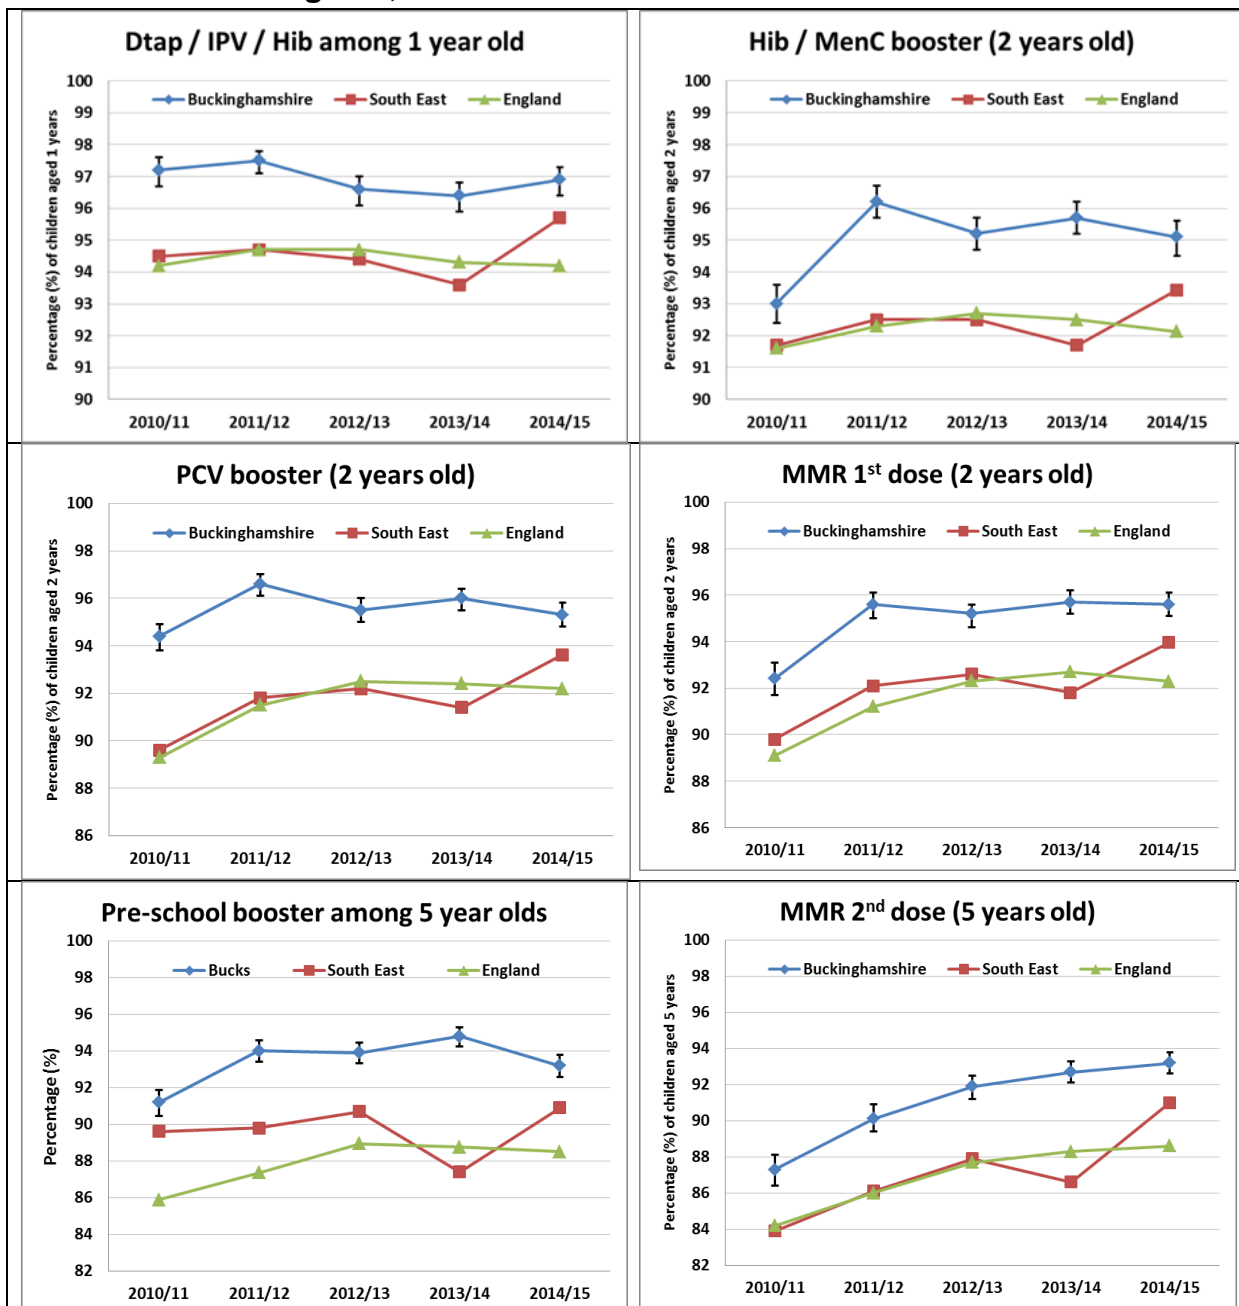 Dtap / IPV / Hib among 1 year old
Percentage (%) of children aged 1 years
100
99
98
97
96
95
94
93
92
91
90
Buckinghamshire South East England
2010/11 2011/12 2012/13 2013/14 2014/15
Hib / MenC booster (2 years old)
Percentage (%) of children aged 2 years
100
99
98
97
96
95
94
93
92
91
90
Buckinghamshire South East England
2010/11 2011/12 2012/13 2013/14 2014/15
PCV booster (2 years old)
Percentage (%) of children aged 2 years
100
98
96
94
92
90
88
86
Buckinghamshire South East England
2010/11 2011/12 2012/13 2013/14 2014/15
MMR 1st dose (2 years old)
Percentage (%) of children aged 2 years
100
98
96
94
92
90
88
86
Buckinghamshire South East England
2010/11 2011/12 2012/13 2013/14 2014/15
Pre-school booster among 5 year olds
Percentage (%)
100
98
96
94
92
90
88
86
84
82
Bucks South East England
2010/11 2011/12 2012/13 2013/14 2014/15
MMR 2nd dose (5 years old)
Percentage (%) of children aged 5 years
100
98
96
94
92
90
88
86
84
82
Buckinghamshire South East England
2010/11 2011/12 2012/13 2013/14 2014/15